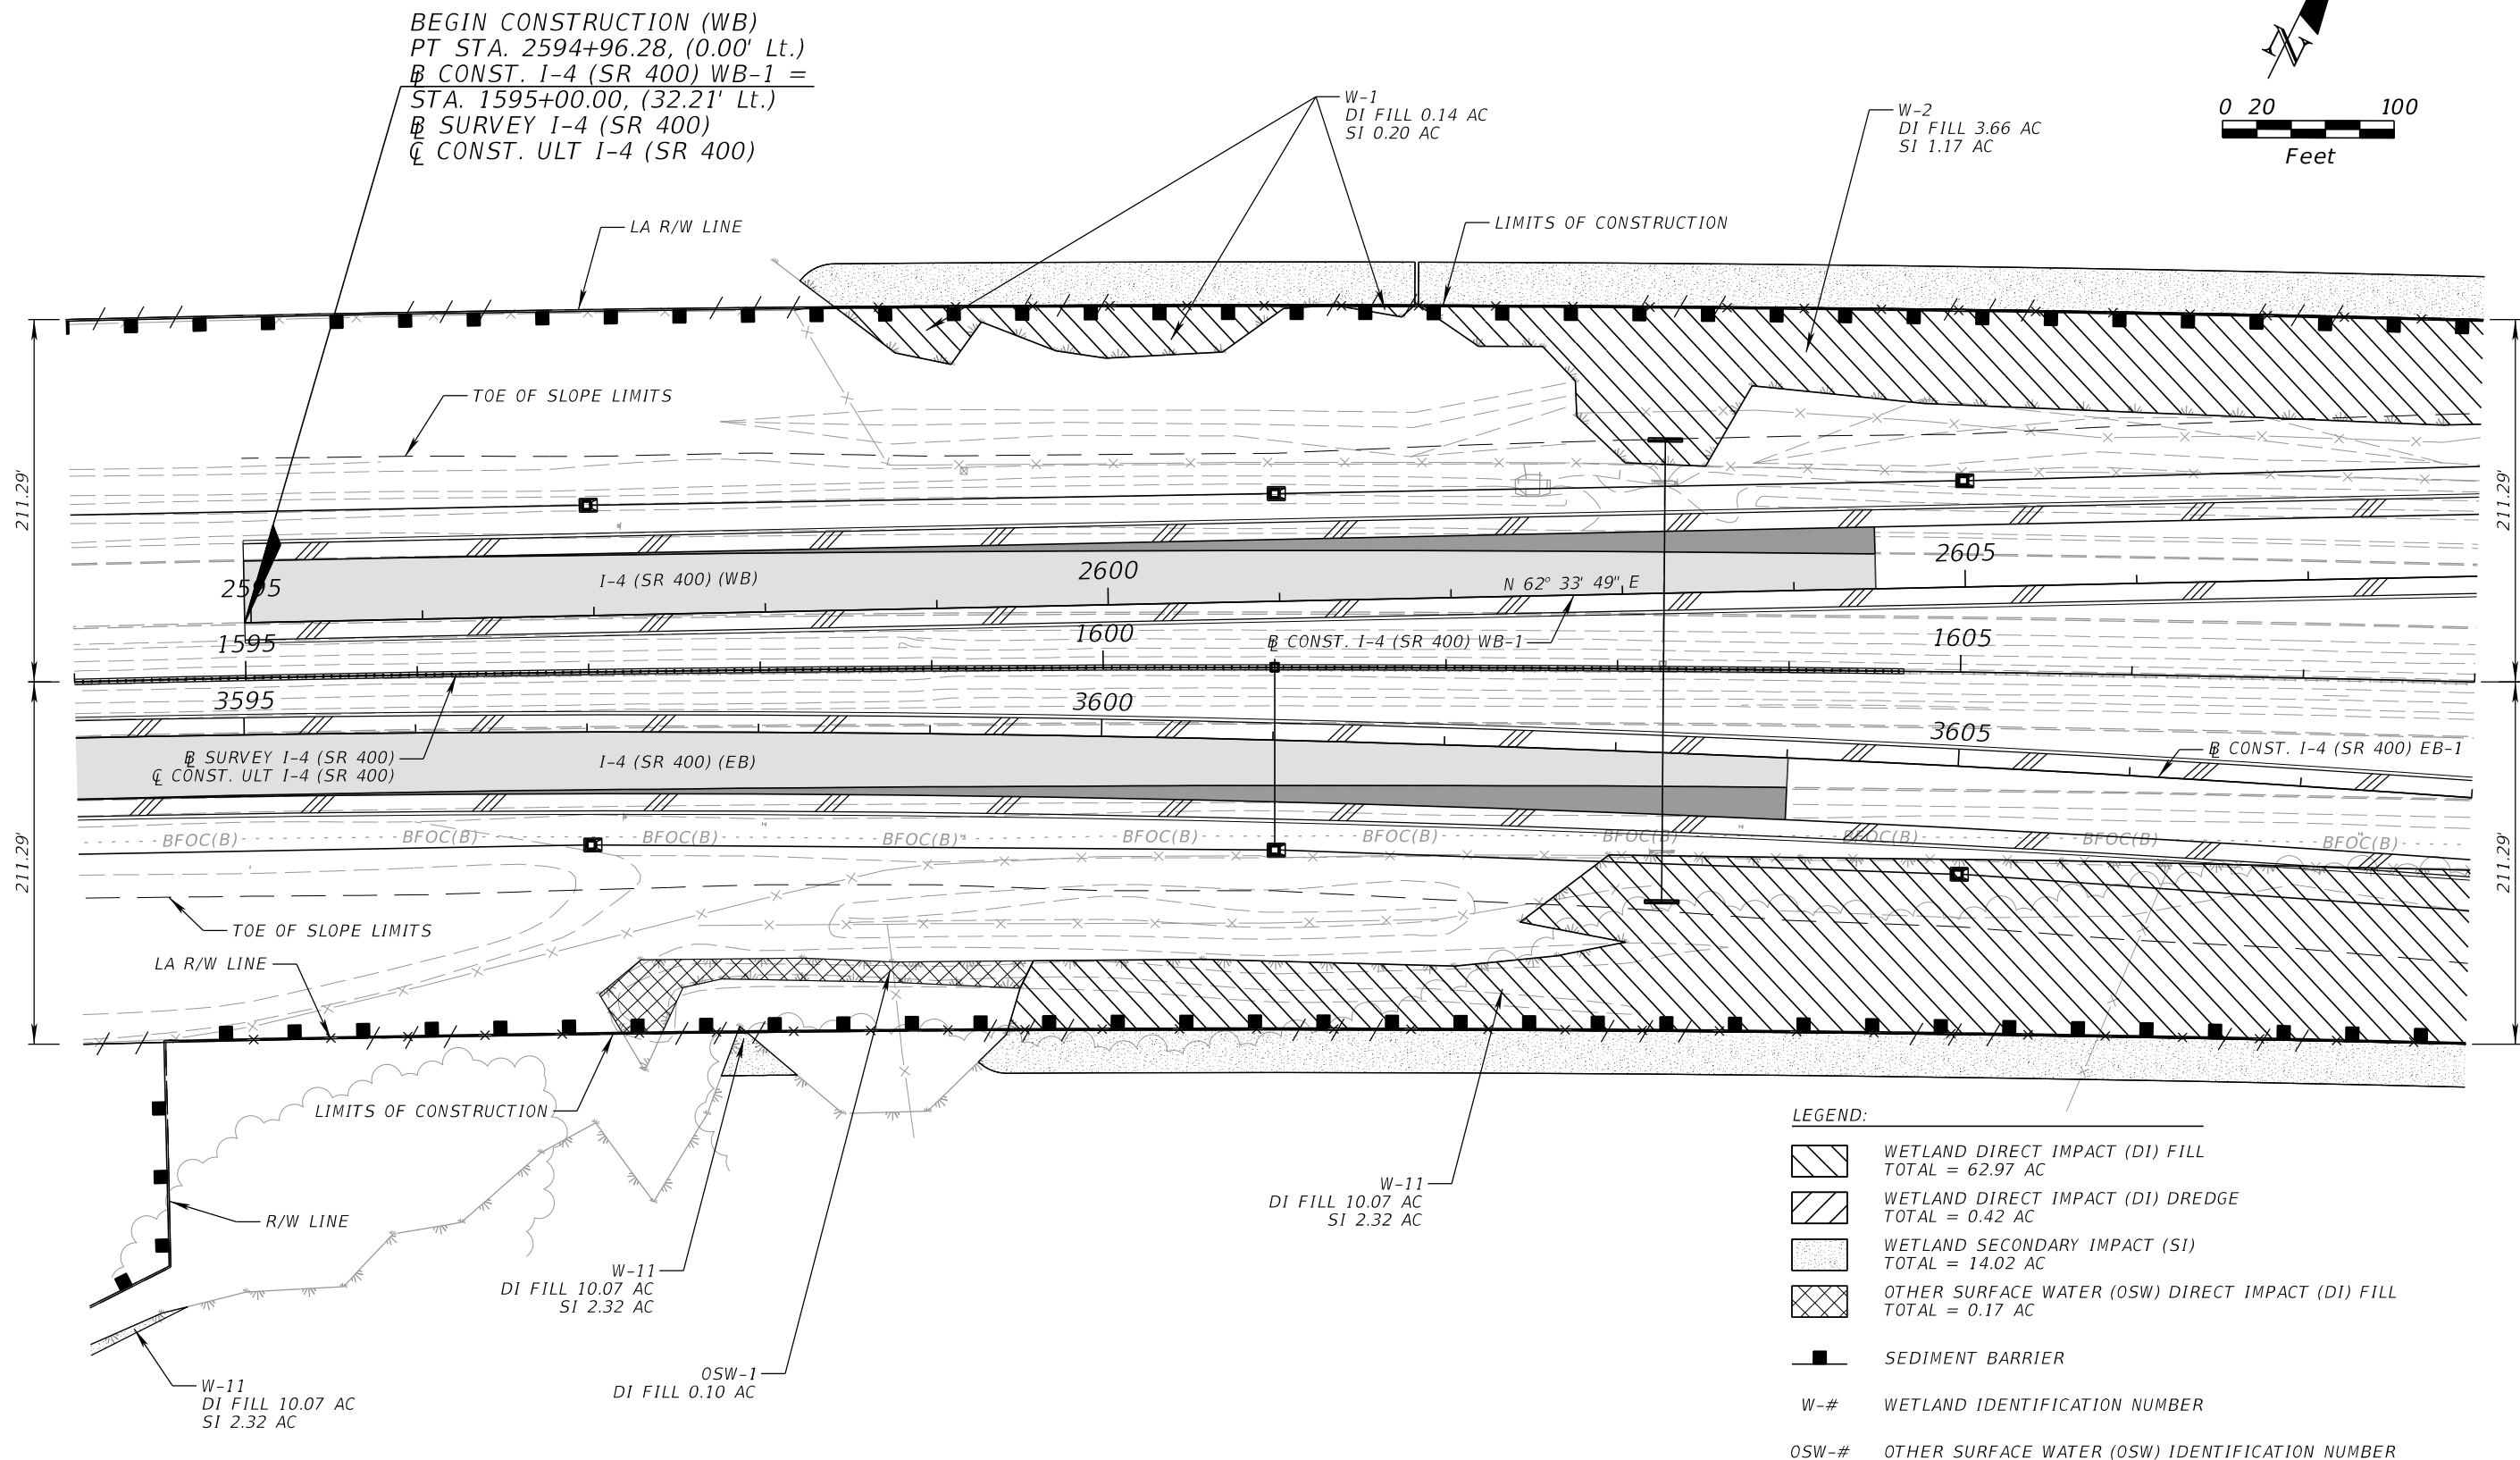 BEGIN CONSTRUCTION (WB)
PT STA. 2594+96.28, (0.00' Lt.)
BL CONST. I-4 (SR 400) WB-1 =
STA. 1595+00.00, (32.21' Lt.)
BL SURVEY I-4 (SR 400)
CL CONST. ULT I-4 (SR 400)
N
0 20 100
Feet
W-1
DI FILL 0.14 AC
SI 0.20 AC
W-2
DI FILL 3.66 AC
SI 1.17 AC
LA R/W LINE
LIMITS OF CONSTRUCTION
TOE OF SLOPE LIMITS
211.29'
211.29'
2595
I-4 (SR 400) (WB)
2600
N 62° 33' 49" E
2605
1595
1600
BL CONST. I-4 (SR 400) WB-1
1605
3595
3600
3605
BL SURVEY I-4 (SR 400)
CL CONST. ULT I-4 (SR 400)
I-4 (SR 400) (EB)
BL CONST. I-4 (SR 400) EB-1
BFOC(B) BFOC(B) BFOC(B) BFOC(B) BFOC(B) BFOC(B) BFOC(B) BFOC(B) BFOC(B) BFOC(B)
211.29'
211.29'
TOE OF SLOPE LIMITS
LA R/W LINE
LIMITS OF CONSTRUCTION
R/W LINE
W-11
DI FILL 10.07 AC
SI 2.32 AC
W-11
DI FILL 10.07 AC
SI 2.32 AC
OSW-1
DI FILL 0.10 AC
W-11
DI FILL 10.07 AC
SI 2.32 AC
LEGEND:
WETLAND DIRECT IMPACT (DI) FILL
TOTAL = 62.97 AC
WETLAND DIRECT IMPACT (DI) DREDGE
TOTAL = 0.42 AC
WETLAND SECONDARY IMPACT (SI)
TOTAL = 14.02 AC
OTHER SURFACE WATER (OSW) DIRECT IMPACT (DI) FILL
TOTAL = 0.17 AC
SEDIMENT BARRIER
W-# WETLAND IDENTIFICATION NUMBER
OSW-# OTHER SURFACE WATER (OSW) IDENTIFICATION NUMBER